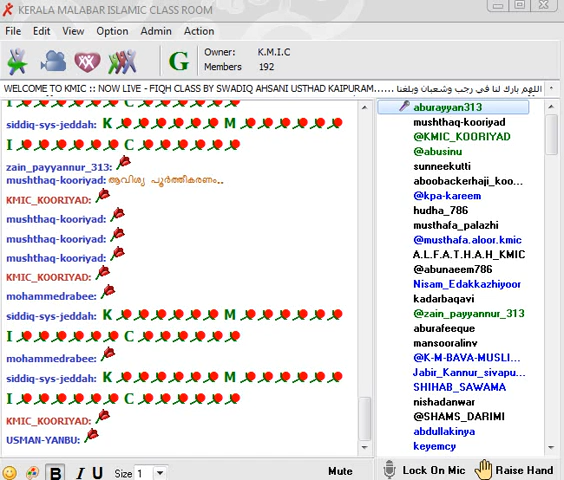 KERALA MALABAR ISLAMIC CLASS ROOM
File Edit View Option Admin Action
G Owner: K.M.I.C
Members 192
WELCOME TO KMIC :: NOW LIVE - FIQH CLASS BY SWADIQ AHSANI USTHAD KAIPURAM...... اللهم بارك لنا في رجب وشعبان وبلغنا
I C
siddiq-sys-jeddah: K M
I C
zain_payyannur_313:
mushthaq-kooriyad: ആവിശ്യ പൂർത്തീകരണം..
KMIC_KOORIYAD:
mushthaq-kooriyad:
mushthaq-kooriyad:
mushthaq-kooriyad:
KMIC_KOORIYAD:
mohammedrabee:
siddiq-sys-jeddah: K M
I C
mohammedrabee:
siddiq-sys-jeddah: K M
I C
KMIC_KOORIYAD:
USMAN-YANBU:
aburayyan313
mushthaq-kooriyad
@KMIC_KOORIYAD
@abusinu
sunneekutti
aboobackerhaji_koo...
@kpa-kareem
hudha_786
musthafa_palazhi
@musthafa.aloor.kmic
A.L.F.A.T.H.A.H_KMIC
@abunaeem786
Nisam_Edakkazhiyoor
kadarbaqavi
@zain_payyannur_313
aburafeeque
mansooralinv
@K-M-BAVA-MUSLI...
Jabir_Kannur_sivapu...
SHIHAB_SAWAMA
nishadanwar
@SHAMS_DARIMI
abdullakinya
keyemcy
B I U Size 1 Mute Lock On Mic Raise Hand